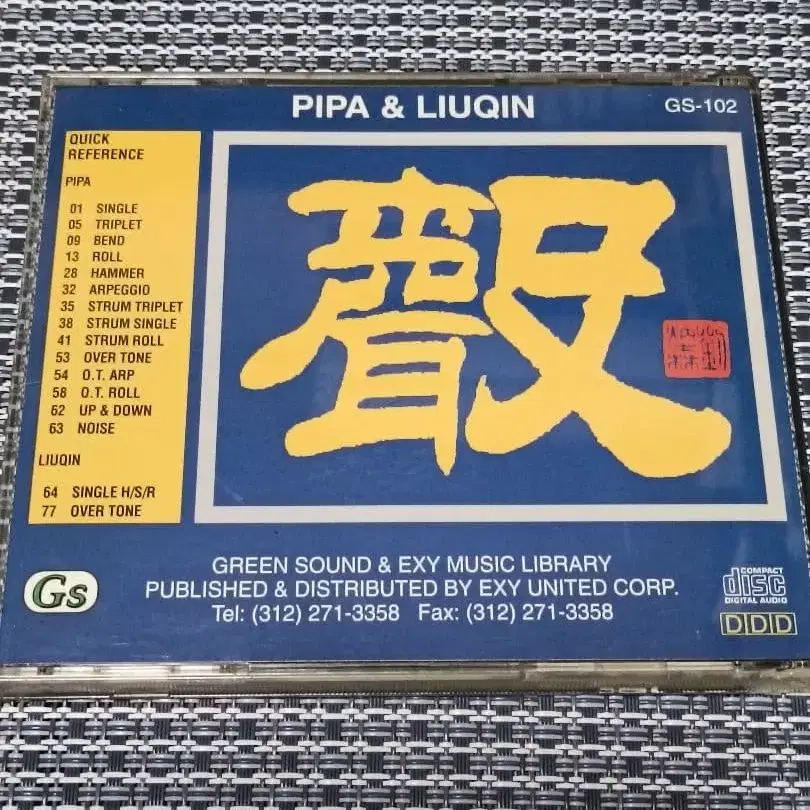 PIPA & LIUQIN
GS-102
QUICK
REFERENCE
PIPA
01 SINGLE
05 TRIPLET
09 BEND
13 ROLL
28 HAMMER
32 ARPEGGIO
35 STRUM TRIPLET
38 STRUM SINGLE
41 STRUM ROLL
53 OVER TONE
54 O.T. ARP
58 O.T. ROLL
62 UP & DOWN
63 NOISE
LIUQIN
64 SINGLE H/S/R
77 OVER TONE
GREEN SOUND & EXY MUSIC LIBRARY
PUBLISHED & DISTRIBUTED BY EXY UNITED CORP.
Tel: (312) 271-3358 Fax: (312) 271-3358
Gs
COMPACT
disc
DIGITAL AUDIO
DDD